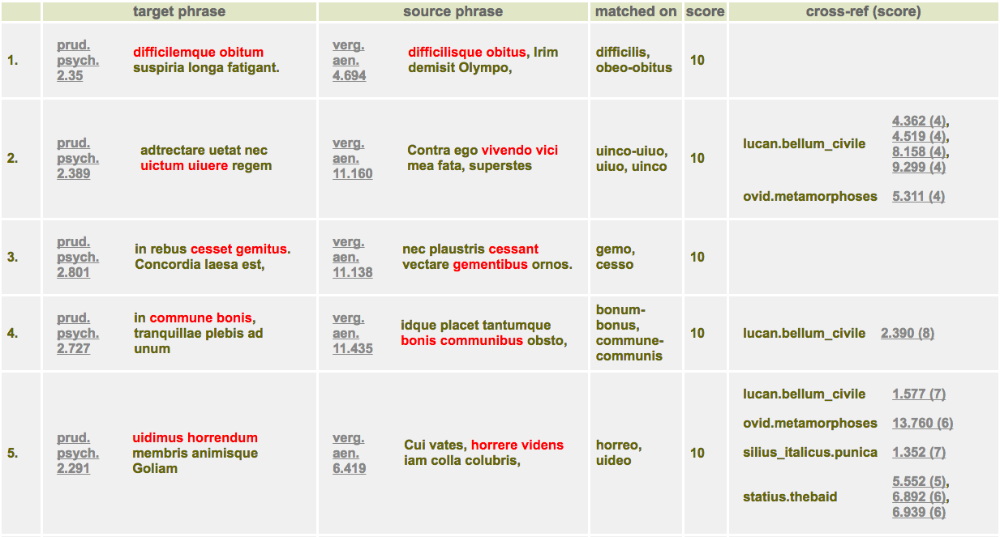 target phrase source phrase matched on score cross-ref (score)
1.
prud.
psych.
2.35
difficilemque obitum
suspiria longa fatigant.
verg.
aen.
4.694
difficilisque obitus, Irim
demisit Olympo,
difficilis,
obeo-obitus
10
2.
prud.
psych.
2.389
adtrectare uetat nec
uictum uiuere regem
verg.
aen.
11.160
Contra ego vivendo vici
mea fata, superstes
uinco-uiuo,
uiuo, uinco
10
lucan.bellum_civile
4.362 (4),
4.519 (4),
8.158 (4),
9.299 (4)
ovid.metamorphoses 5.311 (4)
3.
prud.
psych.
2.801
in rebus cesset gemitus.
Concordia laesa est,
verg.
aen.
11.138
nec plaustris cessant
vectare gementibus ornos.
gemo,
cesso
10
4.
prud.
psych.
2.727
in commune bonis,
tranquillae plebis ad
unum
verg.
aen.
11.435
idque placet tantumque
bonis communibus obsto,
bonum-
bonus,
commune-
communis
10
lucan.bellum_civile 2.390 (8)
5.
prud.
psych.
2.291
uidimus horrendum
membris animisque
Goliam
verg.
aen.
6.419
Cui vates, horrere videns
iam colla colubris,
horreo,
uideo
10
lucan.bellum_civile 1.577 (7)
ovid.metamorphoses 13.760 (6)
silius_italicus.punica 1.352 (7)
statius.thebaid
5.552 (5),
6.892 (6),
6.939 (6)